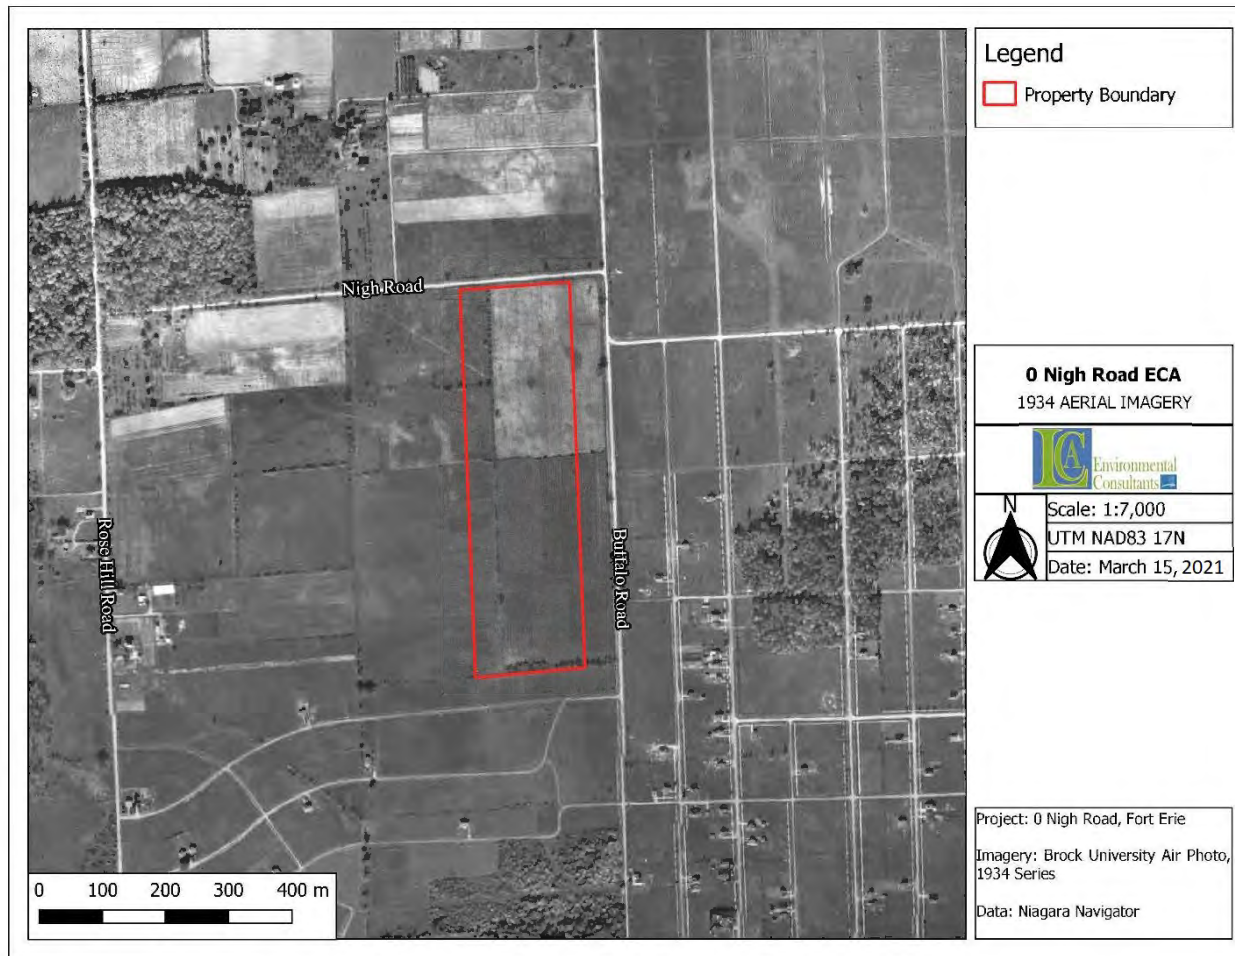 Legend
Property Boundary
Nigh Road
Rose Hill Road
Buffalo Road
0 100 200 300 400 m
0 Nigh Road ECA
1934 AERIAL IMAGERY
LCA
Environmental
Consultants
N
Scale: 1:7,000
UTM NAD83 17N
Date: March 15, 2021
Project: 0 Nigh Road, Fort Erie
Imagery: Brock University Air Photo,
1934 Series
Data: Niagara Navigator